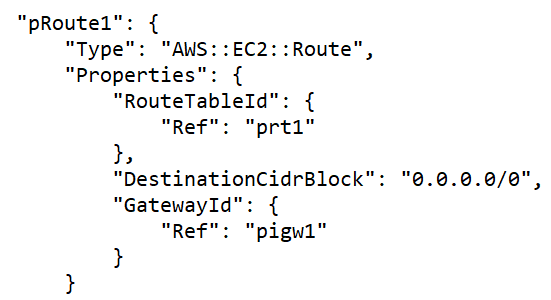 "pRoute1": {
    "Type": "AWS::EC2::Route",
    "Properties": {
        "RouteTableId": {
            "Ref": "prt1"
        },
        "DestinationCidrBlock": "0.0.0.0/0",
        "GatewayId": {
            "Ref": "pigw1"
        }
    }